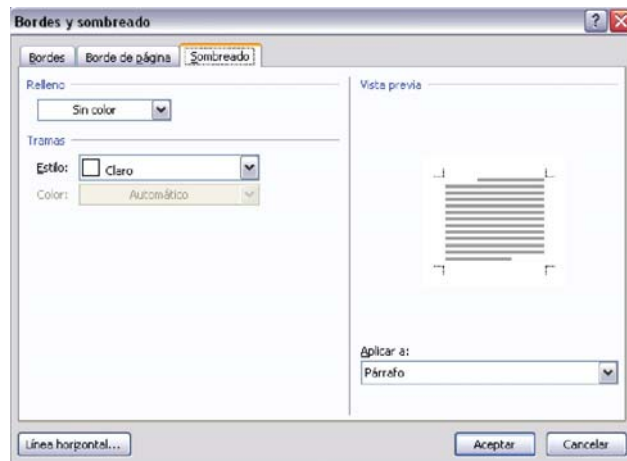 Bordes y sombreado
Bordes
Borde de página
Sombreado
Relleno
Sin color
Tramas
Estilo:
Claro
Color:
Automático
Vista previa
Aplicar a:
Párrafo
Línea horizontal...
Aceptar
Cancelar